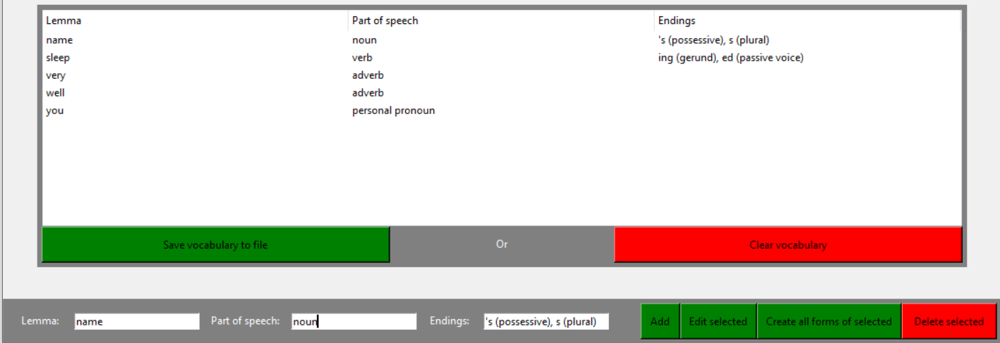 Lemma Part of speech Endings
name noun 's (possessive), s (plural)
sleep verb ing (gerund), ed (passive voice)
very adverb
well adverb
you personal pronoun
Save vocabulary to file Or Clear vocabulary
Lemma: name Part of speech: noun Endings: 's (possessive), s (plural) Add Edit selected Create all forms of selected Delete selected